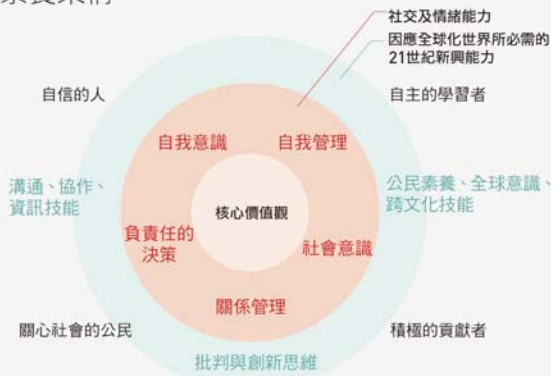 社交及情緒能力
因應全球化世界所必需的
21世紀新興能力
自信的人
自主的學習者
自我意識
自我管理
溝通、協作、
資訊技能
公民素養、全球意識、
跨文化技能
核心價值觀
負責任的
決策
社會意識
關係管理
關心社會的公民
積極的貢獻者
批判與創新思維